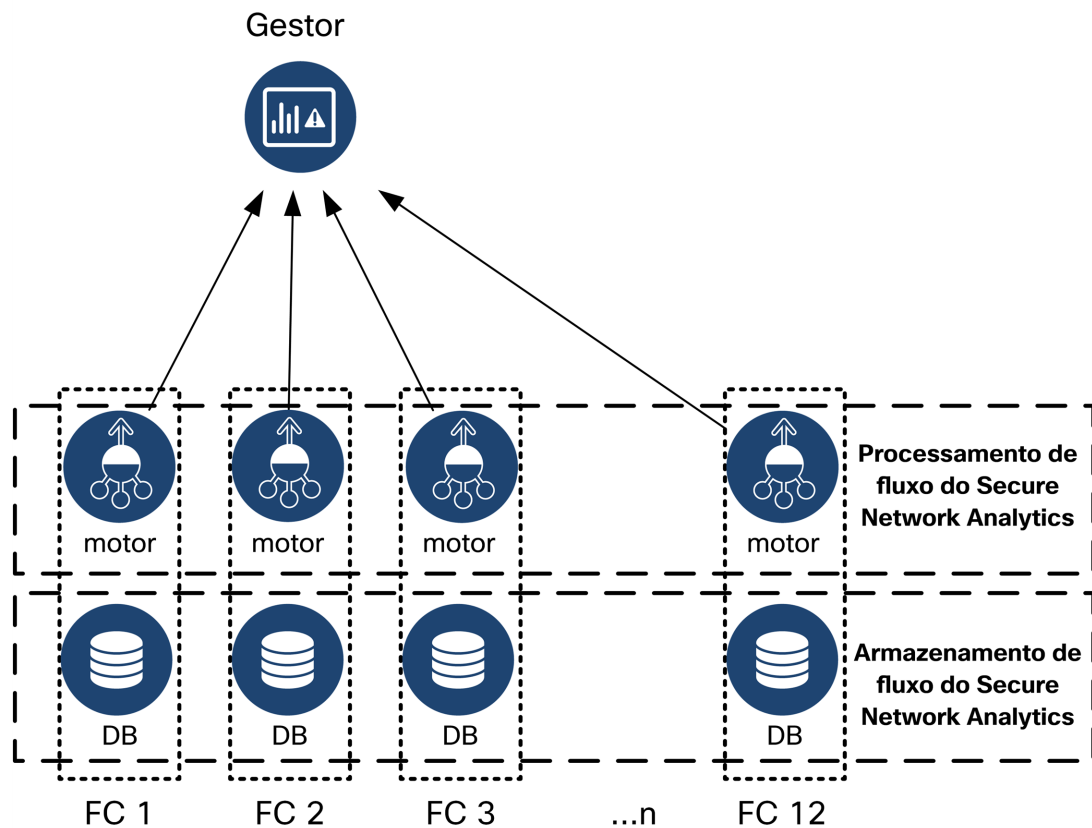 Gestor
motor
motor
motor
motor
Processamento de
fluxo do Secure
Network Analytics
DB
DB
DB
DB
Armazenamento de
fluxo do Secure
Network Analytics
FC 1
FC 2
FC 3
...n
FC 12